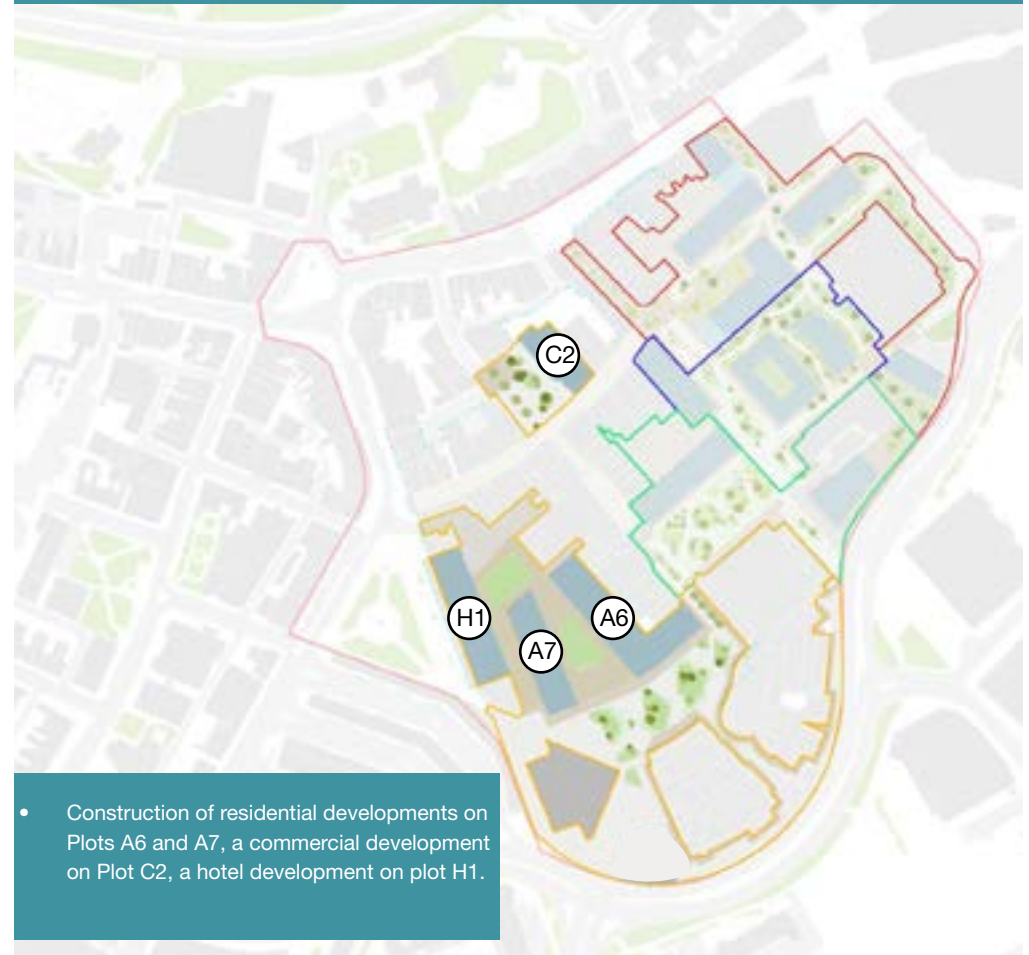 C2
H1
A6
A7
• Construction of residential developments on
Plots A6 and A7, a commercial development
on Plot C2, a hotel development on plot H1.